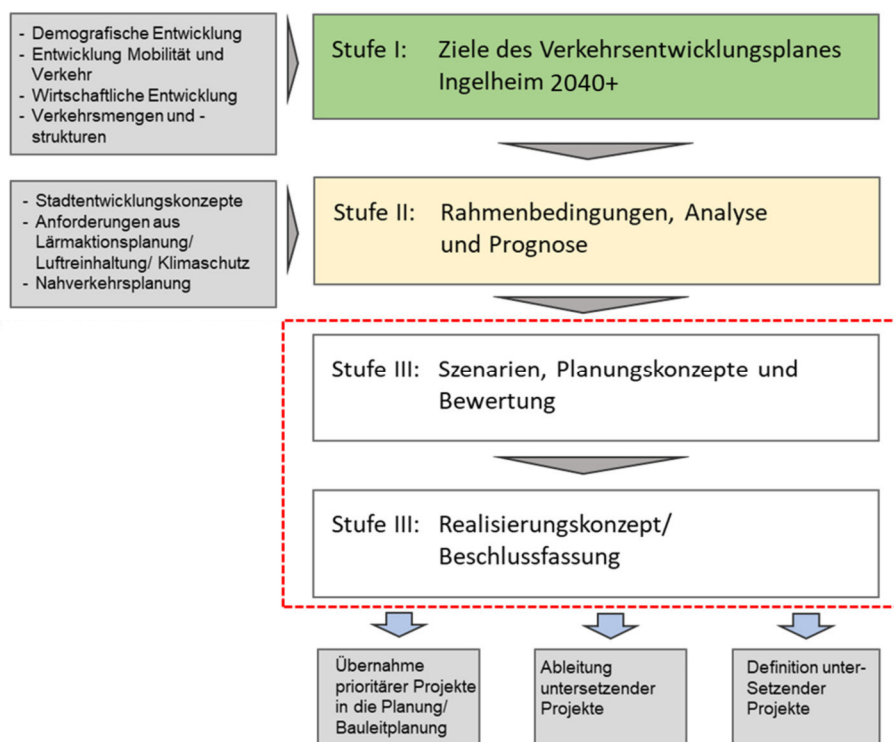 - Demografische Entwicklung
- Entwicklung Mobilität und
Verkehr
- Wirtschaftliche Entwicklung
- Verkehrsmengen und -
strukturen
Stufe I: Ziele des Verkehrsentwicklungsplanes
Ingelheim 2040+
- Stadtentwicklungskonzepte
- Anforderungen aus
Lärmaktionsplanung/
Luftreinhaltung/ Klimaschutz
- Nahverkehrsplanung
Stufe II: Rahmenbedingungen, Analyse
und Prognose
Stufe III: Szenarien, Planungskonzepte und
Bewertung
Stufe III: Realisierungskonzept/
Beschlussfassung
Übernahme
prioritärer Projekte
in die Planung/
Bauleitplanung
Ableitung
untersetzender
Projekte
Definition unter-
Setzender
Projekte